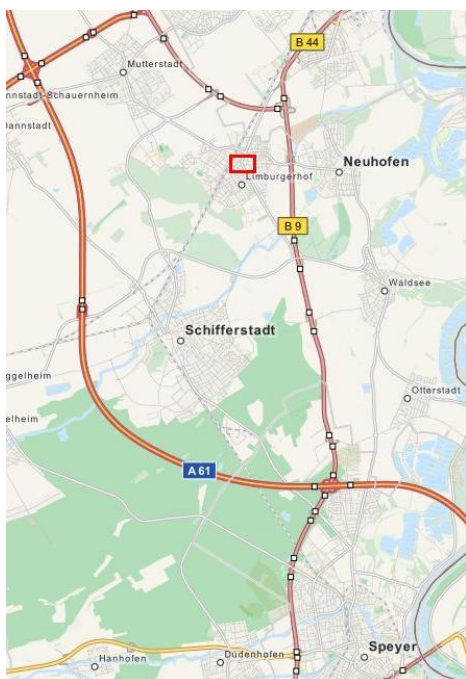 B 44
Mutterstadt
nnstadt-Schauernheim
Dannstadt
Neuhofen
Limburgerhof
B 9
Waldsee
Schifferstadt
ggelheim
Otterstadt
elheim
A 61
Speyer
Hanhofen
Dudenhofen